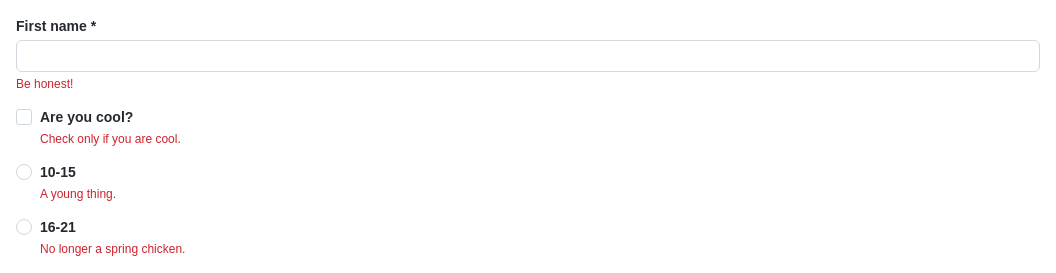 First name *
Be honest!
Are you cool?
Check only if you are cool.
10-15
A young thing.
16-21
No longer a spring chicken.